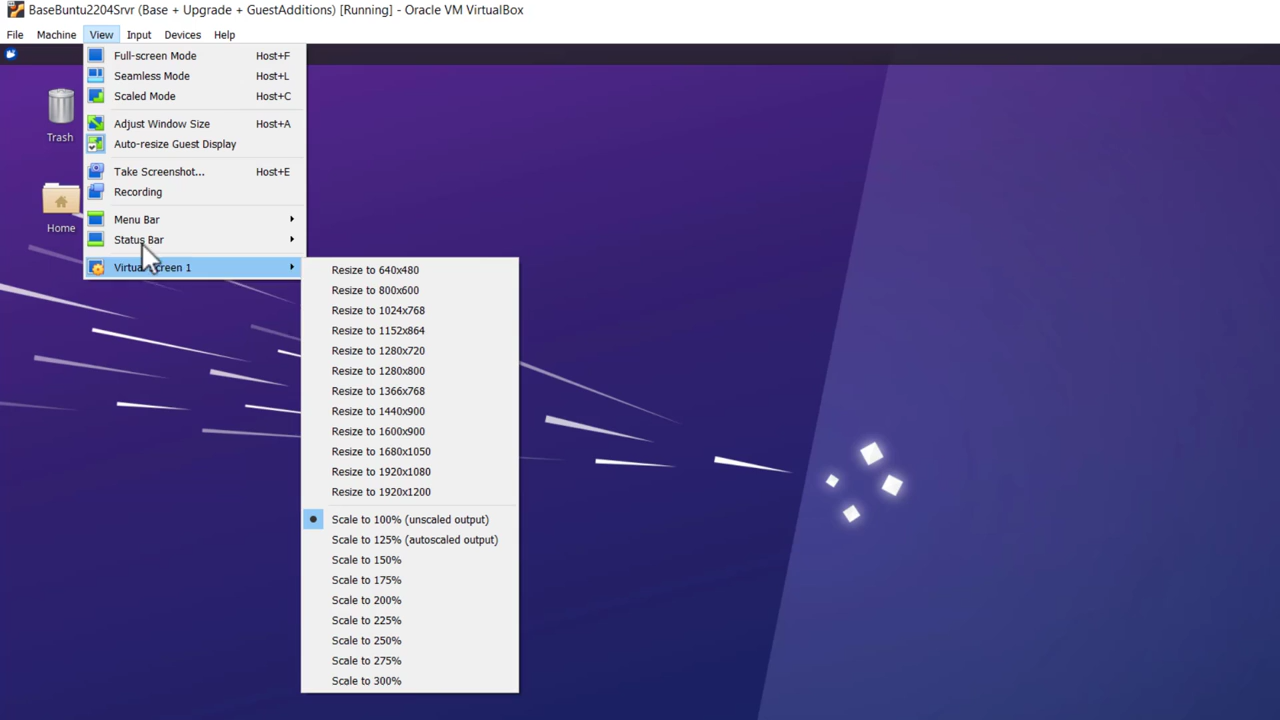 BaseBuntu2204Srvr (Base + Upgrade + GuestAdditions) [Running] - Oracle VM VirtualBox
File Machine View Input Devices Help
Full-screen Mode Host+F
Seamless Mode Host+L
Scaled Mode Host+C
Adjust Window Size Host+A
Auto-resize Guest Display
Take Screenshot... Host+E
Recording
Menu Bar
Status Bar
Virtual Screen 1
Trash
Home
Resize to 640x480
Resize to 800x600
Resize to 1024x768
Resize to 1152x864
Resize to 1280x720
Resize to 1280x800
Resize to 1366x768
Resize to 1440x900
Resize to 1600x900
Resize to 1680x1050
Resize to 1920x1080
Resize to 1920x1200
Scale to 100% (unscaled output)
Scale to 125% (autoscaled output)
Scale to 150%
Scale to 175%
Scale to 200%
Scale to 225%
Scale to 250%
Scale to 275%
Scale to 300%